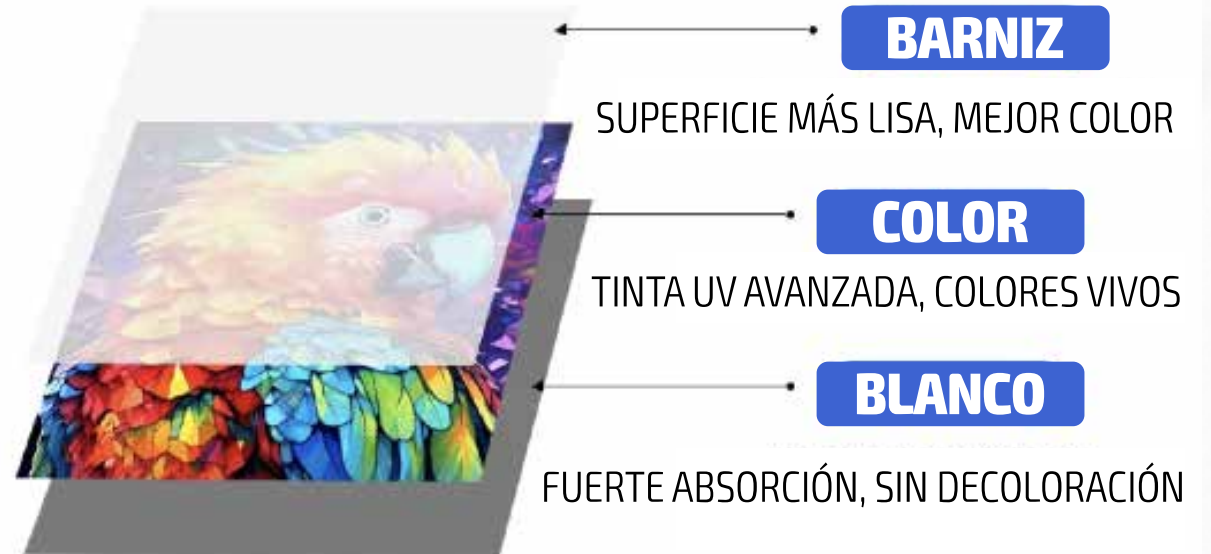 BARNIZ
SUPERFICIE MÁS LISA, MEJOR COLOR
COLOR
TINTA UV AVANZADA, COLORES VIVOS
BLANCO
FUERTE ABSORCIÓN, SIN DECOLORACIÓN